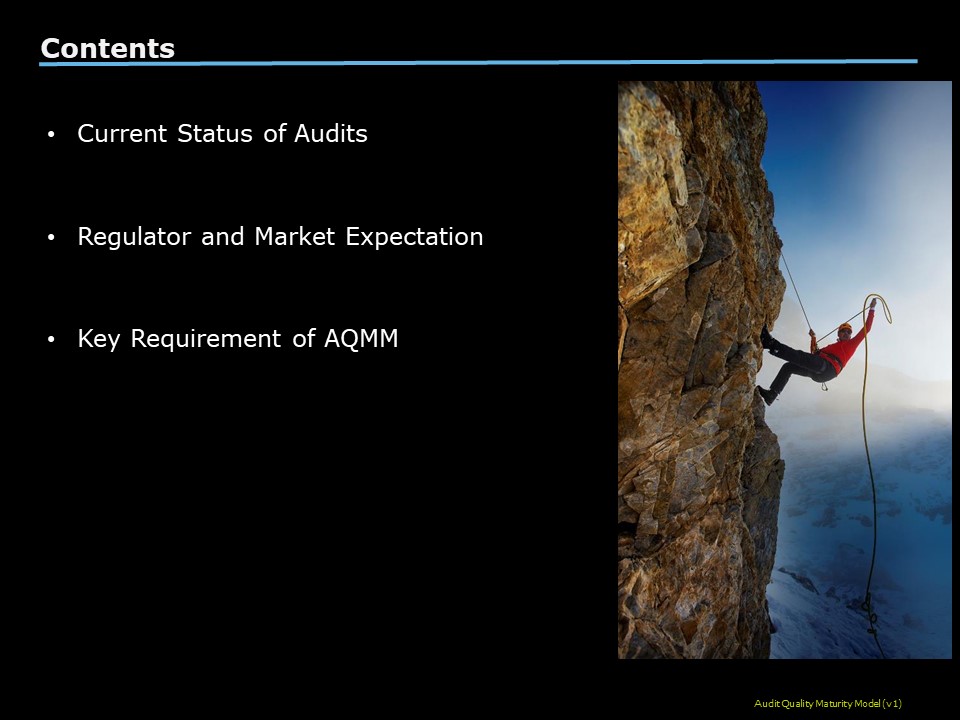 Contents
• Current Status of Audits
• Regulator and Market Expectation
• Key Requirement of AQMM
Audit Quality Maturity Model (v1)